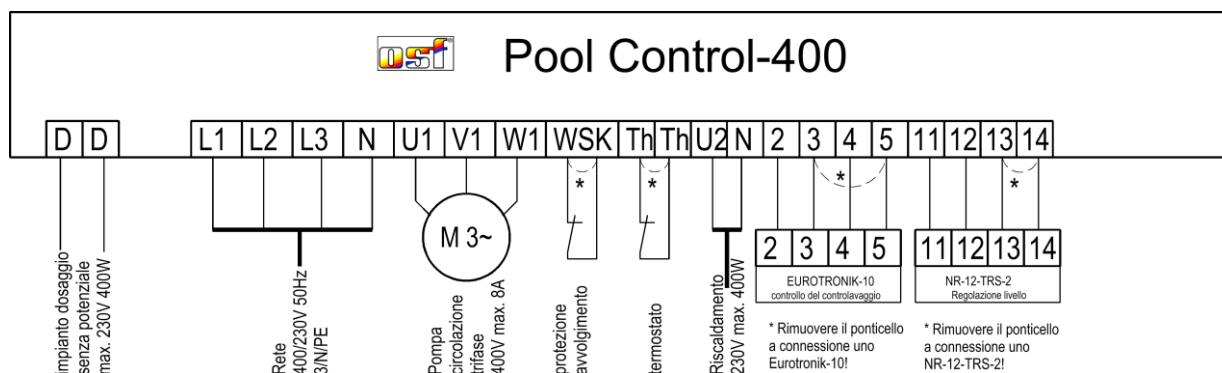 osf Pool Control-400
D D L1 L2 L3 N U1 V1 W1 WSK Th Th U2 N 2 3 4 5 11 12 13 14
* * * *
M 3~
impianto dosaggio
senza potenziale
max. 230V 400W
Rete
400/230V 50Hz
3/N/PE
Pompa
circolazione
trifase
400V max. 8A
protezione
avvolgimento
termostato
Riscaldamento
230V max. 400W
2 3 4 5
EUROTRONIK-10
controllo del controlavaggio
* Rimuovere il ponticello
a connessione uno
Eurotronik-10!
11 12 13 14
NR-12-TRS-2
Regolazione livello
* Rimuovere il ponticello
a connessione uno
NR-12-TRS-2!